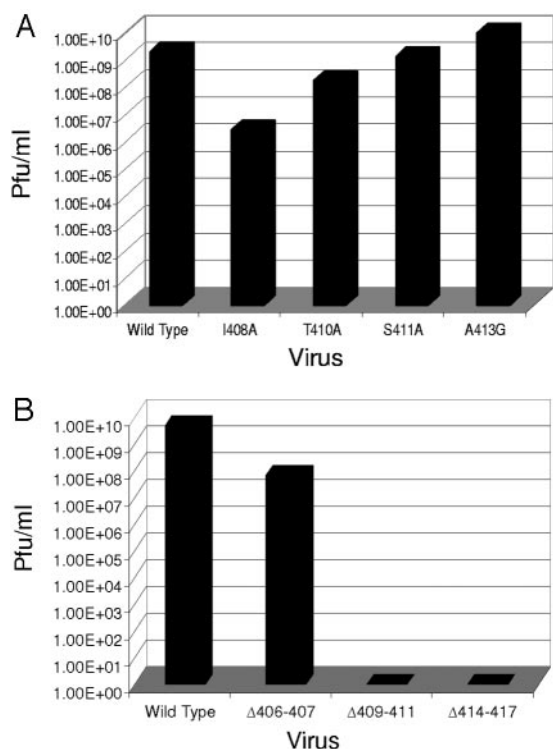 A
1.00E+10
1.00E+09
1.00E+08
1.00E+07
1.00E+06
1.00E+05
1.00E+04
1.00E+03
1.00E+02
1.00E+01
1.00E+00
Pfu/ml
Wild Type I408A T410A S411A A413G
Virus
B
1.00E+10
1.00E+09
1.00E+08
1.00E+07
1.00E+06
1.00E+05
1.00E+04
1.00E+03
1.00E+02
1.00E+01
1.00E+00
Pfu/ml
Wild Type Δ406-407 Δ409-411 Δ414-417
Virus